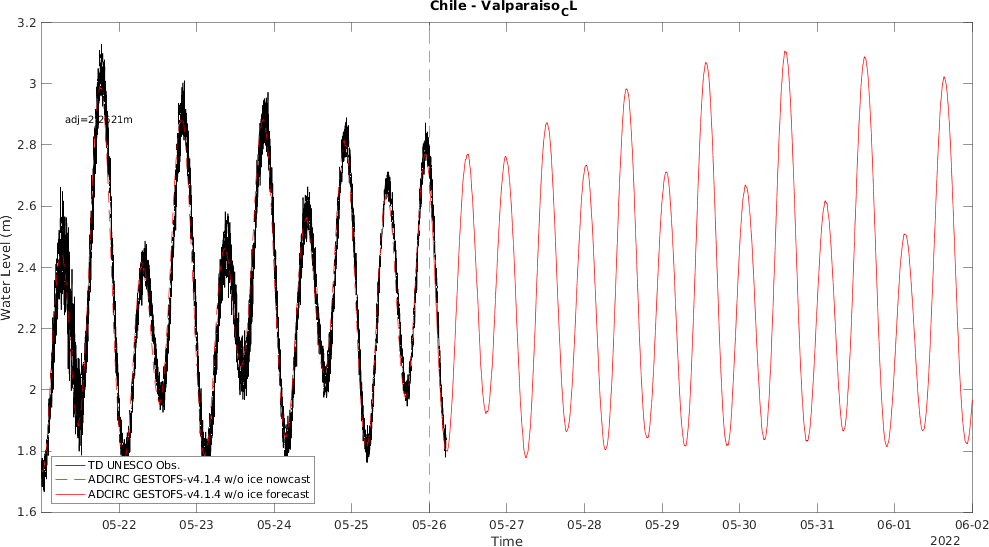 Chile - Valparaiso_CL
3.2
3
2.8
2.6
2.4
2.2
2
1.8
1.6
Water Level (m)
TD UNESCO Obs.
ADCIRC GESTOFS-v4.1.4 w/o ice nowcast
ADCIRC GESTOFS-v4.1.4 w/o ice forecast
05-22 05-23 05-24 05-25 05-26 05-27 05-28 05-29 05-30 05-31 06-01 06-02
Time
2022